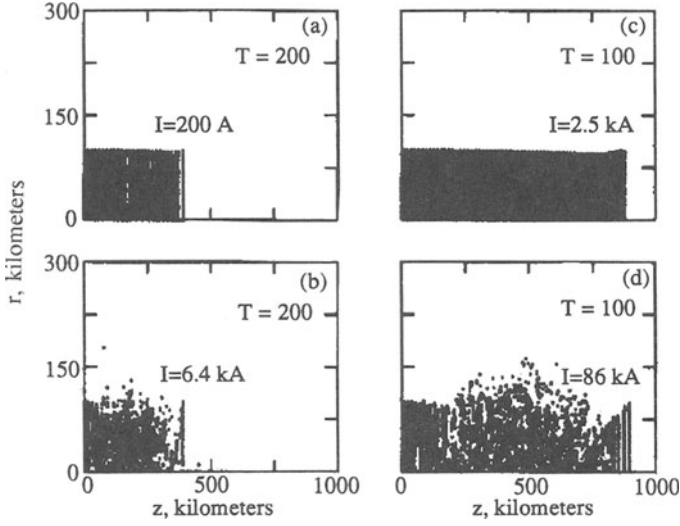 300 (a) (c)
T = 200 T = 100
150
I=200 A I=2.5 kA
0
r, kilometers
300 (b) (d)
T = 200 T = 100
150
I=6.4 kA I=86 kA
0
0 500 1000 0 500 1000
z, kilometers z, kilometers